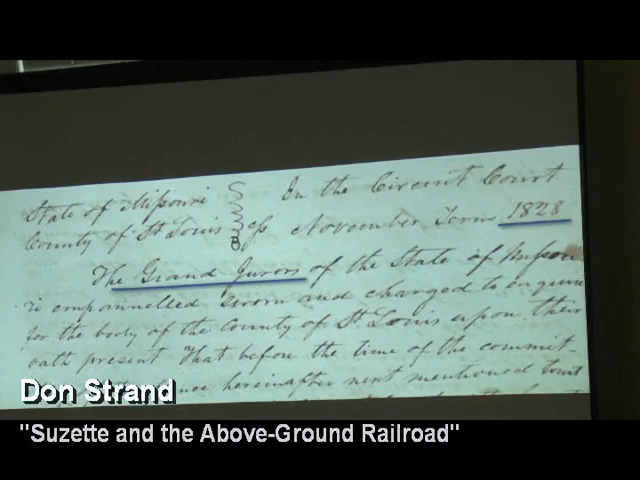 State of Missouri
County of St Louis
ss
In the Circuit Court
November Term 1828
The Grand Jurors of the State of Missou
ri empannelled sworn and charged to enquire
for the body of the county of St Louis upon their
oath present That before the time of the commit-
nce hereinafter next mentioned
Don Strand
"Suzette and the Above-Ground Railroad"